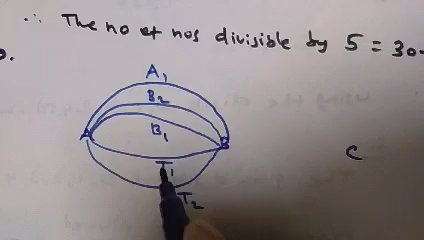 ∴ The no of nos divisible by 5 = 30
A1
B2
A B1 B
C
T1
T2